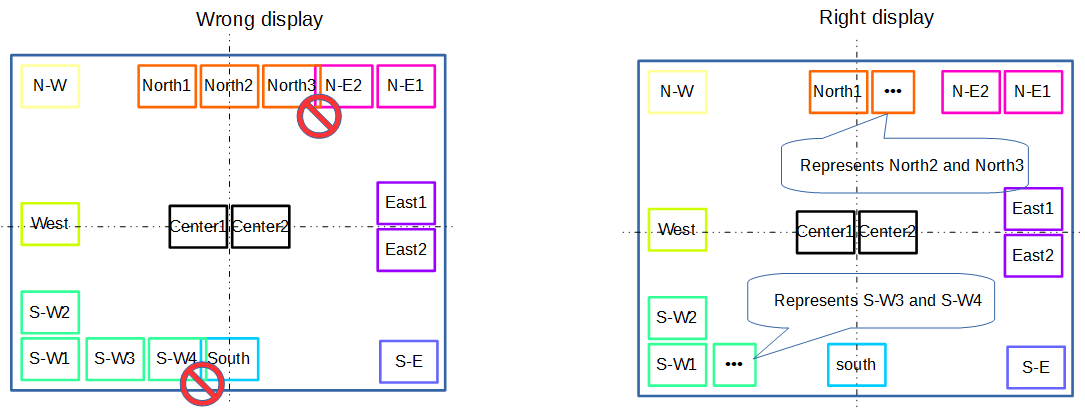 Wrong display
N-W
North1
North2
North3
N-E2
N-E1
West
Center1
Center2
East1
East2
S-W2
S-W1
S-W3
S-W4
South
S-E
Right display
N-W
North1
•••
N-E2
N-E1
Represents North2 and North3
West
Center1
Center2
East1
East2
Represents S-W3 and S-W4
S-W2
S-W1
•••
south
S-E